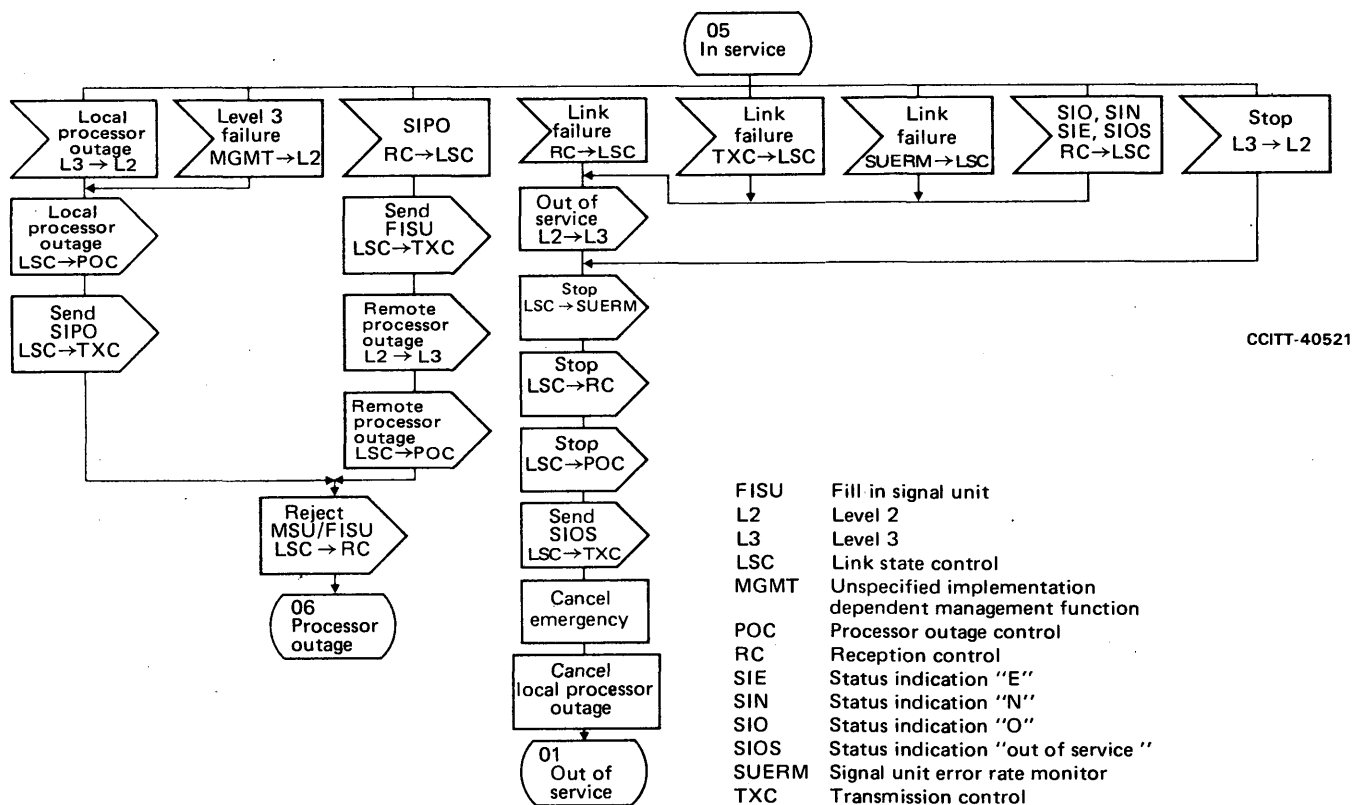 05
In service
Local
processor
outage
L3 → L2
Level 3
failure
MGMT→L2
SIPO
RC→LSC
Link
failure
RC→LSC
Link
failure
TXC→LSC
Link
failure
SUERM→LSC
SIO, SIN
SIE, SIOS
RC→LSC
Stop
L3 → L2
Local
processor
outage
LSC→POC
Send
SIPO
LSC→TXC
Send
FISU
LSC→TXC
Remote
processor
outage
L2 → L3
Remote
processor
outage
LSC→POC
Reject
MSU/FISU
LSC → RC
06
Processor
outage
Out of
service
L2→L3
Stop
LSC → SUERM
Stop
LSC→RC
Stop
LSC→POC
Send
SIOS
LSC→TXC
Cancel
emergency
Cancel
local processor
outage
01
Out of
service
CCITT-40521
FISU Fill in signal unit
L2 Level 2
L3 Level 3
LSC Link state control
MGMT Unspecified implementation
dependent management function
POC Processor outage control
RC Reception control
SIE Status indication "E"
SIN Status indication "N"
SIO Status indication "O"
SIOS Status indication "out of service "
SUERM Signal unit error rate monitor
TXC Transmission control